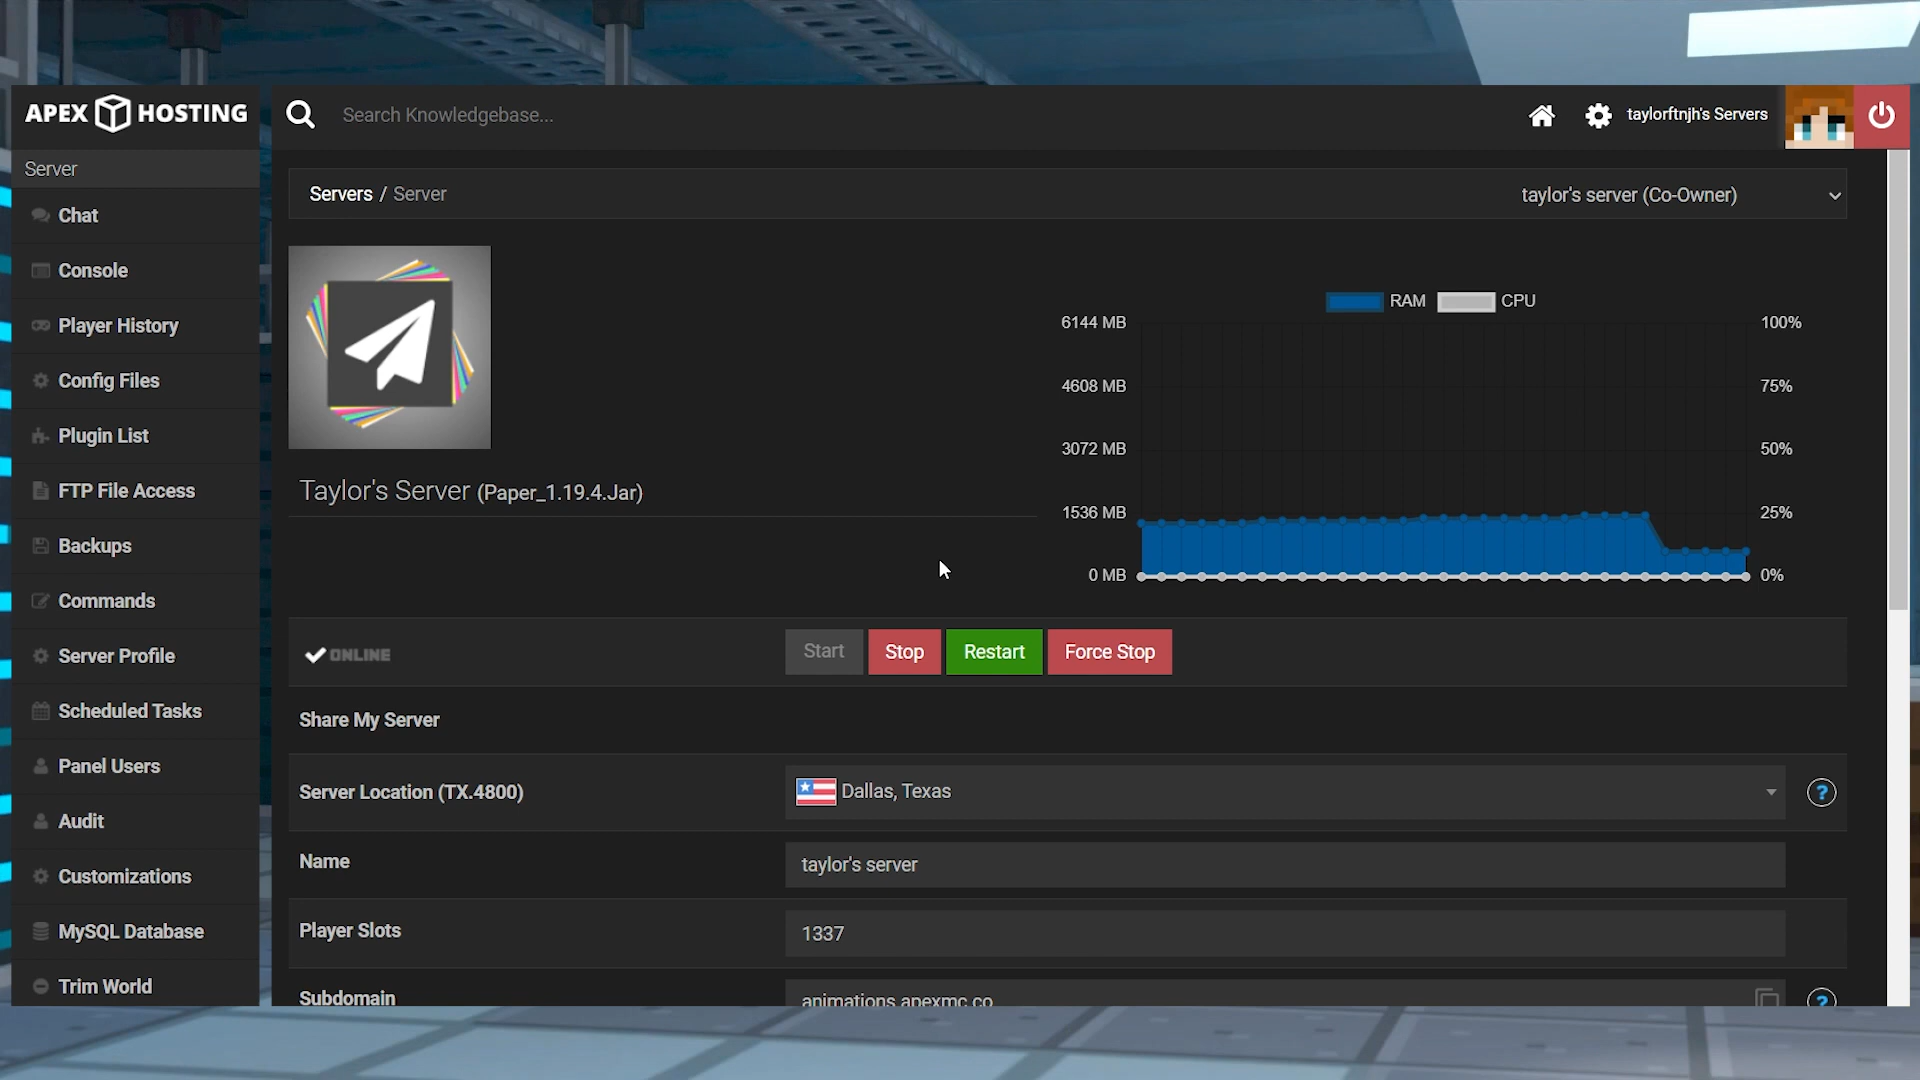 APEX HOSTING
Search Knowledgebase...
taylorftnjh's Servers
Server
Chat
Console
Player History
Config Files
Plugin List
FTP File Access
Backups
Commands
Server Profile
Scheduled Tasks
Panel Users
Audit
Customizations
MySQL Database
Trim World
Servers / Server
taylor's server (Co-Owner)
RAM CPU
6144 MB 100%
4608 MB 75%
3072 MB 50%
1536 MB 25%
0 MB 0%
Taylor's Server (Paper_1.19.4.Jar)
ONLINE
Start Stop Restart Force Stop
Share My Server
Server Location (TX.4800) Dallas, Texas ?
Name taylor's server
Player Slots 1337
Subdomain animations.apexmc.co ?